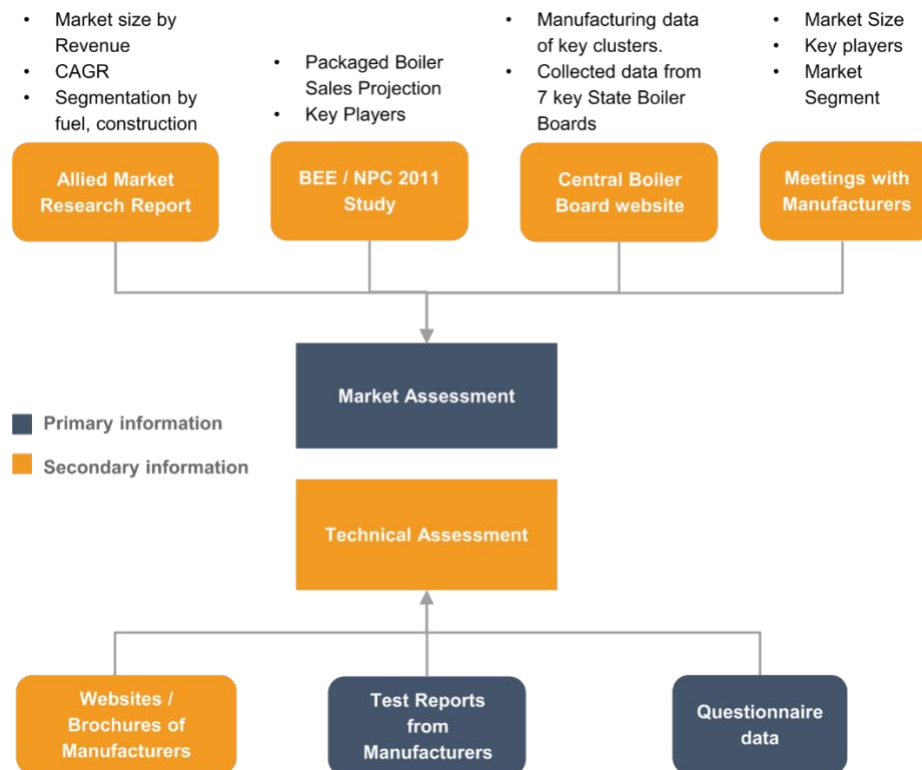 • Market size by
Revenue
• CAGR
• Segmentation by
fuel, construction
• Packaged Boiler
Sales Projection
• Key Players
• Manufacturing data
of key clusters.
• Collected data from
7 key State Boiler
Boards
• Market Size
• Key players
• Market
Segment
Allied Market
Research Report
BEE / NPC 2011
Study
Central Boiler
Board website
Meetings with
Manufacturers
Market Assessment
Primary information
Secondary information
Technical Assessment
Websites /
Brochures of
Manufacturers
Test Reports
from
Manufacturers
Questionnaire
data